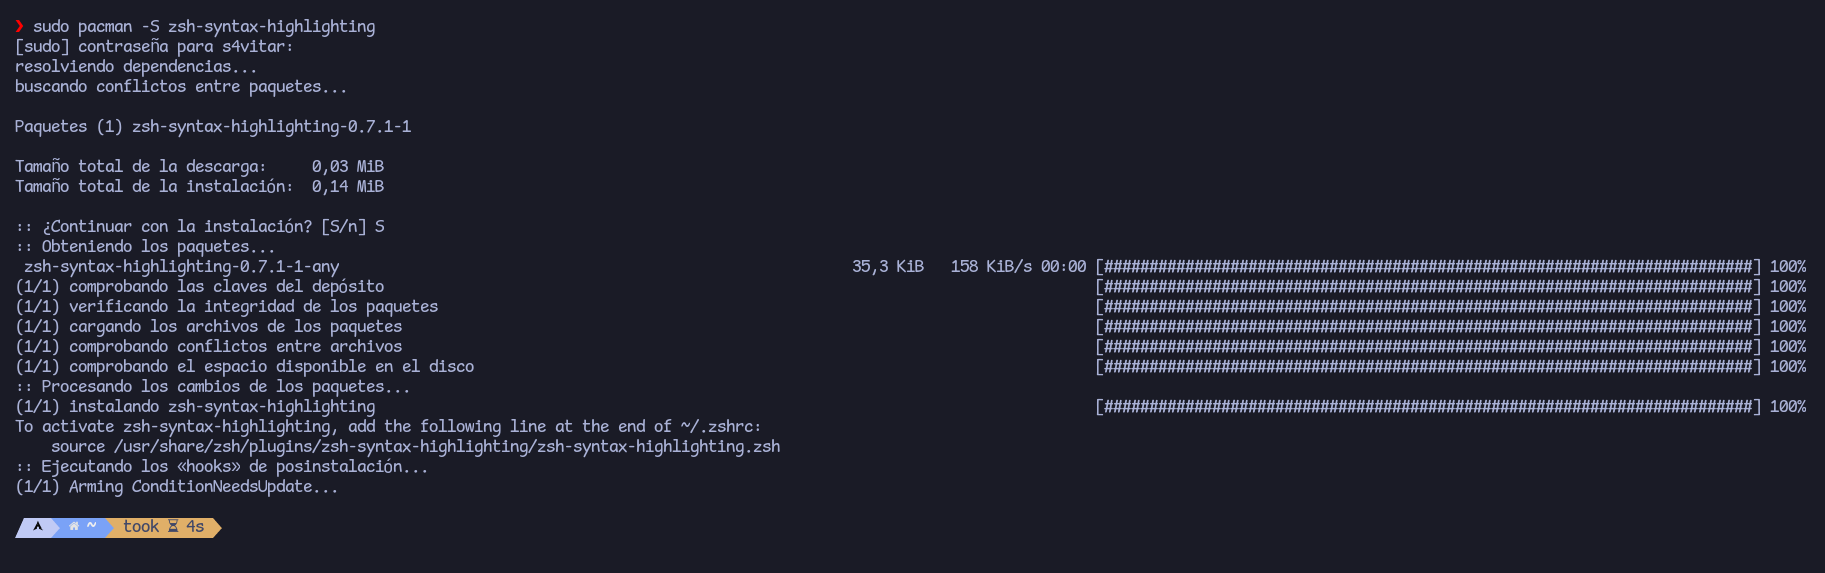 ❯ sudo pacman -S zsh-syntax-highlighting
[sudo] contraseña para s4vitar:
resolviendo dependencias...
buscando conflictos entre paquetes...
Paquetes (1) zsh-syntax-highlighting-0.7.1-1
Tamaño total de la descarga:     0,03 MiB
Tamaño total de la instalación:  0,14 MiB
:: ¿Continuar con la instalación? [S/n] S
:: Obteniendo los paquetes...
zsh-syntax-highlighting-0.7.1-1-any 35,3 KiB 158 KiB/s 00:00 [########################################################################] 100%
(1/1) comprobando las claves del depósito [########################################################################] 100%
(1/1) verificando la integridad de los paquetes [########################################################################] 100%
(1/1) cargando los archivos de los paquetes [########################################################################] 100%
(1/1) comprobando conflictos entre archivos [########################################################################] 100%
(1/1) comprobando el espacio disponible en el disco [########################################################################] 100%
:: Procesando los cambios de los paquetes...
(1/1) instalando zsh-syntax-highlighting [########################################################################] 100%
To activate zsh-syntax-highlighting, add the following line at the end of ~/.zshrc:
source /usr/share/zsh/plugins/zsh-syntax-highlighting/zsh-syntax-highlighting.zsh
:: Ejecutando los «hooks» de posinstalación...
(1/1) Arming ConditionNeedsUpdate...
~ took ⏳ 4s